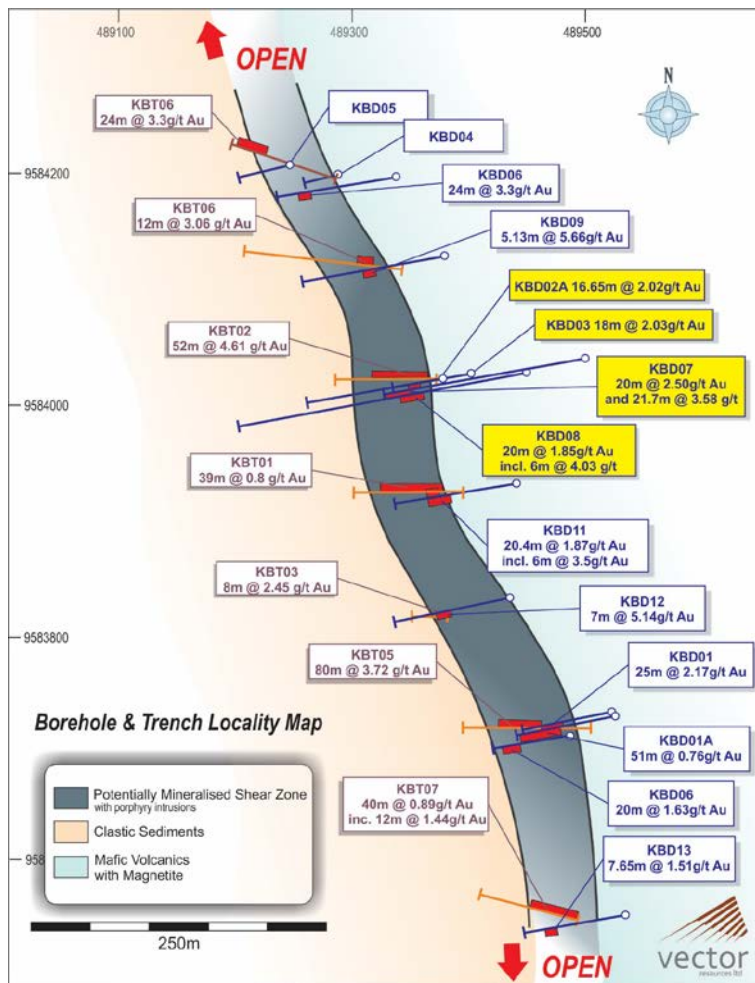 489100
489300
489500
OPEN
N
KBT06
24m @ 3.3g/t Au
KBD05
KBD04
9584200
KBD06
24m @ 3.3g/t Au
KBT06
12m @ 3.06 g/t Au
KBD09
5.13m @ 5.66g/t Au
KBD02A 16.65m @ 2.02g/t Au
KBD03 18m @ 2.03g/t Au
KBT02
52m @ 4.61 g/t Au
KBD07
20m @ 2.50g/t Au
and 21.7m @ 3.58 g/t
9584000
KBD08
20m @ 1.85g/t Au
incl. 6m @ 4.03 g/t
KBT01
39m @ 0.8 g/t Au
KBD11
20.4m @ 1.87g/t Au
incl. 6m @ 3.5g/t Au
KBT03
8m @ 2.45 g/t Au
KBD12
7m @ 5.14g/t Au
9583800
KBT05
80m @ 3.72 g/t Au
KBD01
25m @ 2.17g/t Au
Borehole & Trench Locality Map
KBD01A
51m @ 0.76g/t Au
Potentially Mineralised Shear Zone
with porphyry intrusions
Clastic Sediments
Mafic Volcanics
with Magnetite
KBT07
40m @ 0.89g/t Au
inc. 12m @ 1.44g/t Au
KBD06
20m @ 1.63g/t Au
KBD13
7.65m @ 1.51g/t Au
958
250m
OPEN
vector
resources ltd